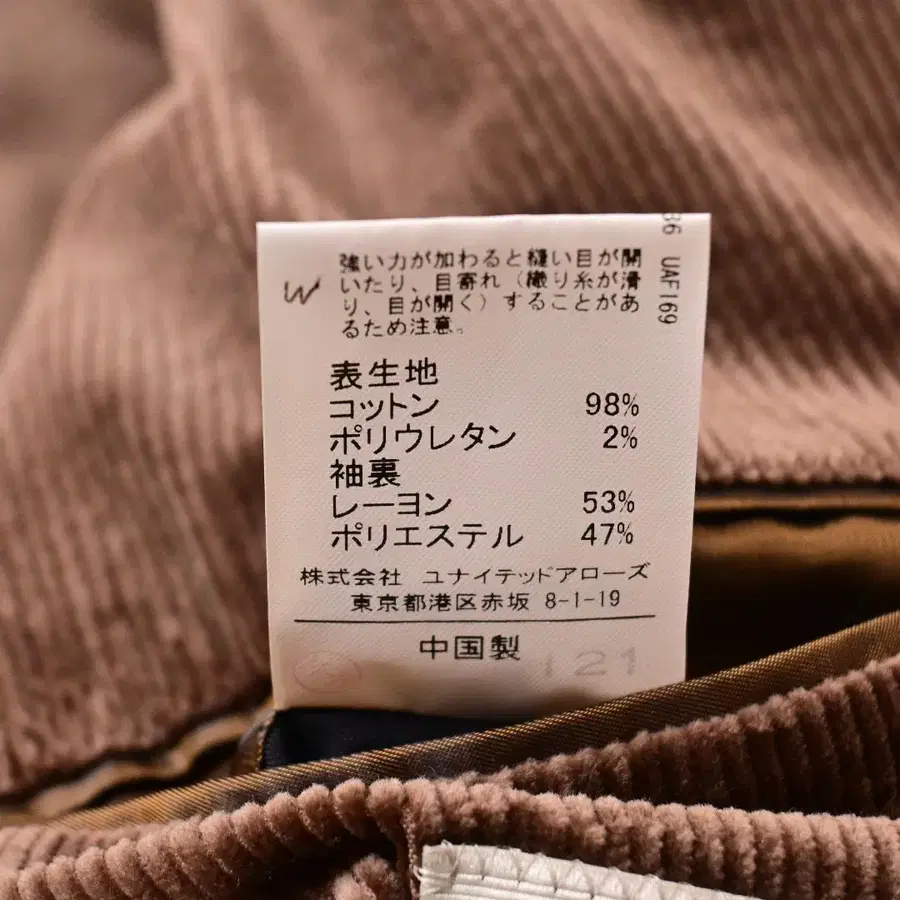 強い力が加わると縫い目が開
いたり、目寄れ（織り糸が滑
り、目が開く）することがあ
るため注意。
表生地
コットン 98%
ポリウレタン 2%
袖裏
レーヨン 53%
ポリエステル 47%
株式会社 ユナイテッドアローズ
東京都港区赤坂 8-1-19
中国製
121
36 UAF169
W